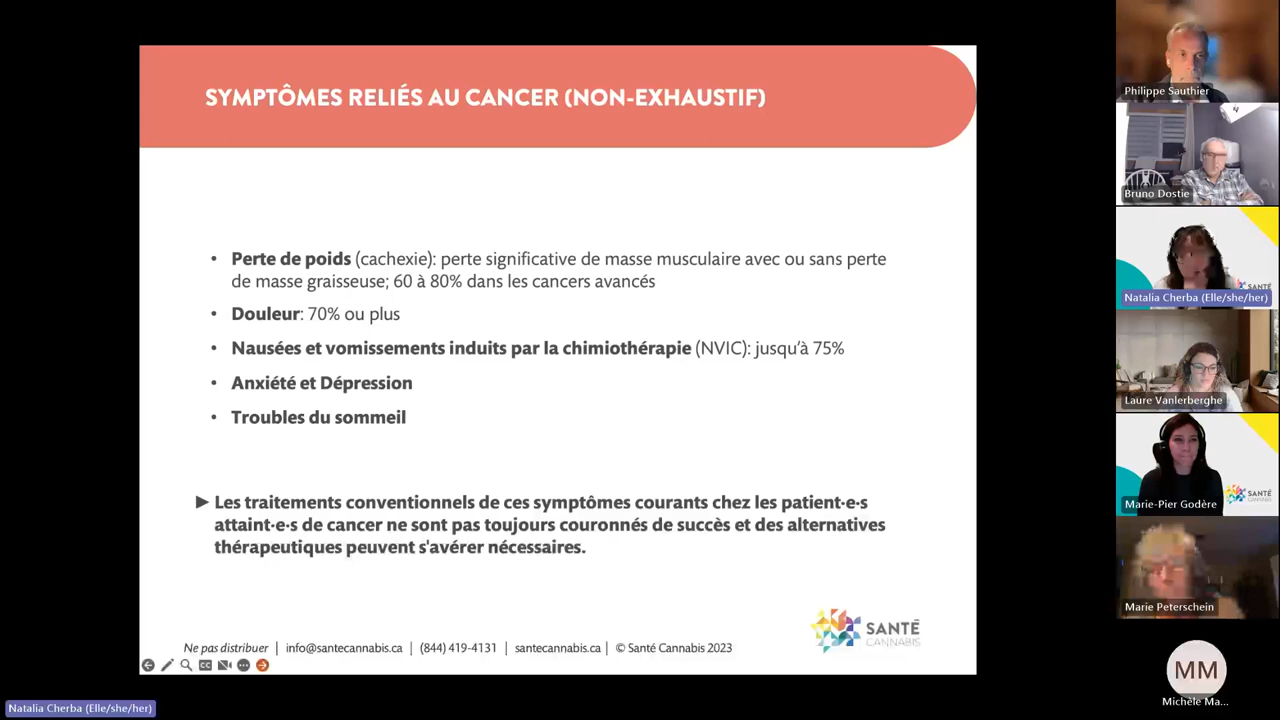 SYMPTÔMES RELIÉS AU CANCER (NON-EXHAUSTIF)
• Perte de poids (cachexie): perte significative de masse musculaire avec ou sans perte
de masse graisseuse; 60 à 80% dans les cancers avancés
• Douleur: 70% ou plus
• Nausées et vomissements induits par la chimiothérapie (NVIC): jusqu'à 75%
• Anxiété et Dépression
• Troubles du sommeil
► Les traitements conventionnels de ces symptômes courants chez les patient·e·s
attaint·e·s de cancer ne sont pas toujours couronnés de succès et des alternatives
thérapeutiques peuvent s'avérer nécessaires.
SANTÉ
CANNABIS
Ne pas distribuer | info@santecannabis.ca | (844) 419-4131 | santecannabis.ca | © Santé Cannabis 2023
CC
Natalia Cherba (Elle/she/her)
Philippe Sauthier
Bruno Dostie
SANTÉ
Natalia Cherba (Elle/she/her)
Laure Vanlerberghe
SANTÉ
CANNABIS
Marie-Pier Godère
Marie Peterschein
MM
Michèle Ma...